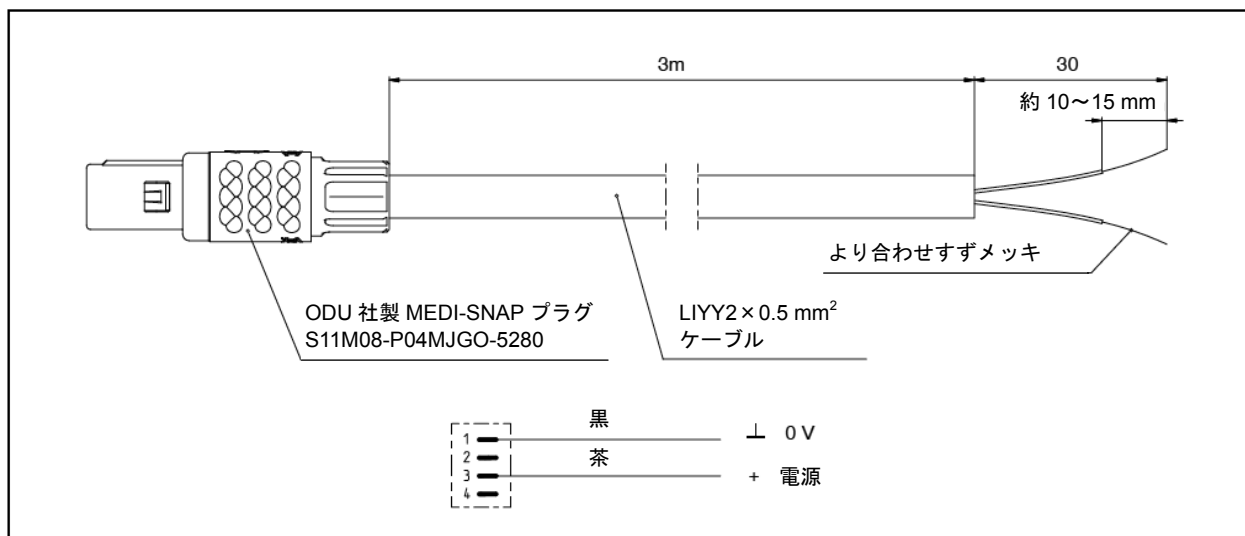 3m
30
約 10～15 mm
より合わせすずメッキ
ODU 社製 MEDI-SNAP プラグ
S11M08-P04MJGO-5280
LIYY2×0.5 mm²
ケーブル
1 黒 ⊥ 0 V
2 茶
3 + 電源
4